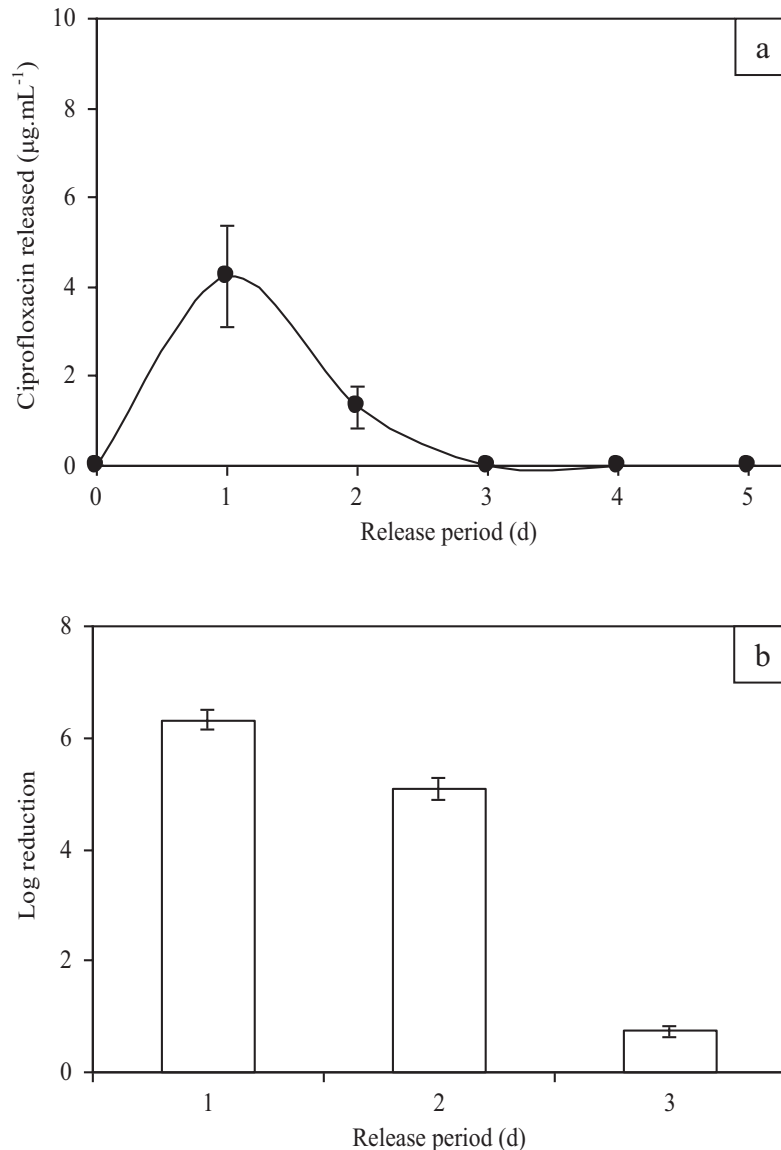 a
Ciprofloxacin released (µg.mL⁻¹)
10
8
6
4
2
0
0 1 2 3 4 5
Release period (d)
b
Log reduction
8
6
4
2
0
1 2 3
Release period (d)